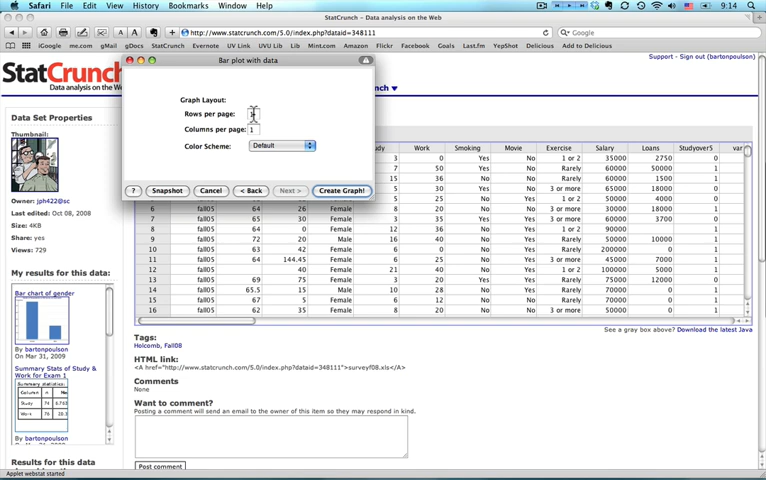 Safari File Edit View History Bookmarks Window Help 9:14
StatCrunch – Data analysis on the Web
http://www.statcrunch.com/5.0/index.php?dataid=348111
Google
iGoogle me.com gMail gDocs StatCrunch Evernote UV Link UVU Lib Mint.com Amazon Flickr Facebook Goals Last.fm YepShot Delicious Add to Delicious
Support - Sign out (bartonpoulson)
StatCrunch
Bar plot with data
Graph Layout:
Rows per page: 1
Columns per page: 1
Color Scheme: Default
? Snapshot Cancel < Back Next > Create Graph!
Data Set Properties
Thumbnail:
Owner: jph422@sc
Last edited: Oct 08, 2008
Size: 4KB
Share: yes
Views: 729
My results for this data:
Bar chart of gender
By bartonpoulson
On Mar 31, 2009
Summary Stats of Study & Work for Exam 1
Summary statistics:
Column n
Study 74
Work 76
By bartonpoulson
Results for this data
Work Smoking Movie Exercise Salary Loans Studyover5 var
3 0 Yes No 1 or 2 35000 2750 0
7 50 Yes Rarely 60000 50000 1
15 36 No Rarely 60000 1500 1
5 30 Yes 3 or more 65000 18000 0
5 25 No Yes 1 or 2 50000 4000 0
6 fall05 64 26 Female 8 20 No 3 or more 30000 18000 1
7 fall05 65 30 Female 3 35 Yes 3 or more 60000 3700 0
8 fall05 64 0 Female 12 36 No Rarely 90000 1
9 fall05 72 20 Male 16 40 No Rarely 50000 10000 1
10 fall05 63 42 Female 6 0 No Yes Rarely 200000 0 1
11 fall05 64 144.45 Female 6 25 No Rarely 45000 7000 1
12 fall05 40 Female 21 40 No Yes 1 or 2 100000 5000 1
13 fall05 69 75 Female 3 20 Yes Yes Rarely 75000 12000 0
14 fall05 65.5 15 Male 10 28 No No Rarely 70000 0 1
15 fall05 67 5 Female 6 12 No No Rarely 70000 0 1
16 fall05 62 35 Female 8 20 No No 3 or more 50000 0 1
See a gray box above? Download the latest Java
Tags:
Holcomb, Fall08
HTML link:
<A href="http://www.statcrunch.com/5.0/index.php?dataid=348111">surveyf08.xls</A>
Comments
None
Want to comment?
Posting a comment will send an email to the owner of this item so they may respond in kind.
Post comment
Applet webstat started